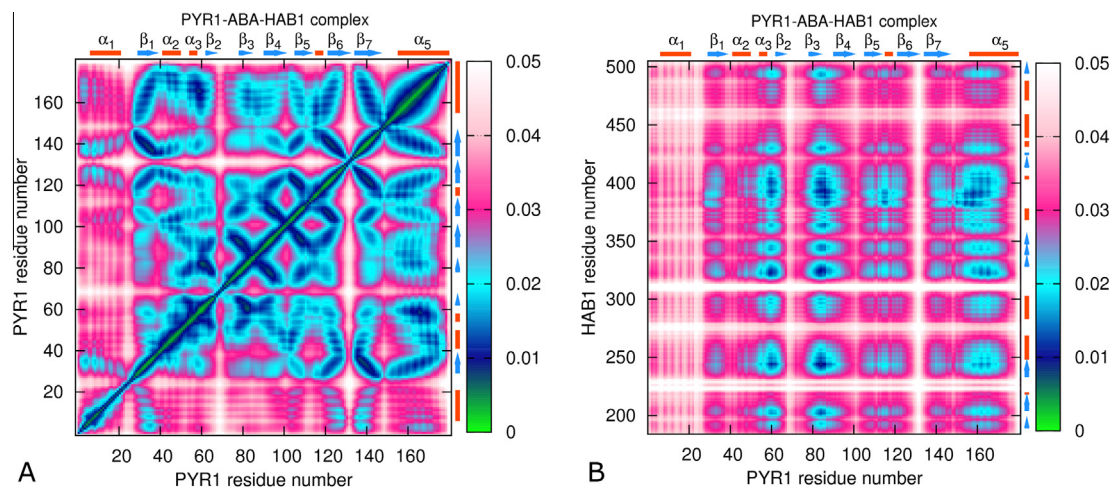 PYR1-ABA-HAB1 complex
α1 β1 α2 α3 β2 β3 β4 β5 β6 β7 α5
160
140
120
100
80
60
40
20
20 40 60 80 100 120 140 160
PYR1 residue number
PYR1 residue number
0.05
0.04
0.03
0.02
0.01
0
A
PYR1-ABA-HAB1 complex
α1 β1 α2 α3 β2 β3 β4 β5 β6 β7 α5
500
450
400
350
300
250
200
20 40 60 80 100 120 140 160
HAB1 residue number
PYR1 residue number
0.05
0.04
0.03
0.02
0.01
0
B